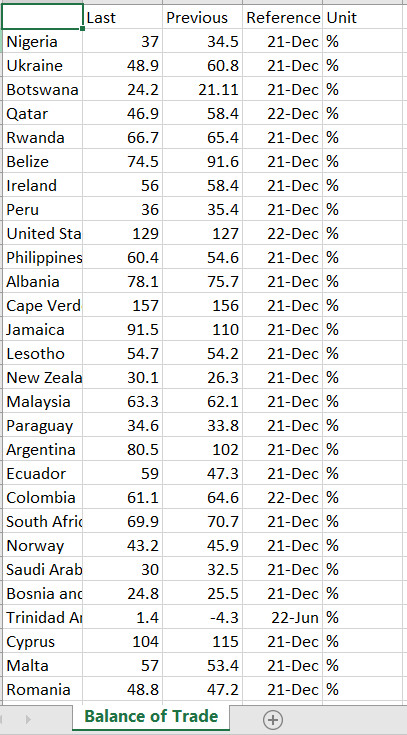 Last Previous Reference Unit
Nigeria 37 34.5 21-Dec %
Ukraine 48.9 60.8 21-Dec %
Botswana 24.2 21.11 21-Dec %
Qatar 46.9 58.4 22-Dec %
Rwanda 66.7 65.4 21-Dec %
Belize 74.5 91.6 21-Dec %
Ireland 56 58.4 21-Dec %
Peru 36 35.4 21-Dec %
United Sta 129 127 22-Dec %
Philippines 60.4 54.6 21-Dec %
Albania 78.1 75.7 21-Dec %
Cape Verd 157 156 21-Dec %
Jamaica 91.5 110 21-Dec %
Lesotho 54.7 54.2 21-Dec %
New Zeala 30.1 26.3 21-Dec %
Malaysia 63.3 62.1 21-Dec %
Paraguay 34.6 33.8 21-Dec %
Argentina 80.5 102 21-Dec %
Ecuador 59 47.3 21-Dec %
Colombia 61.1 64.6 22-Dec %
South Afric 69.9 70.7 21-Dec %
Norway 43.2 45.9 21-Dec %
Saudi Arab 30 32.5 21-Dec %
Bosnia and 24.8 25.5 21-Dec %
Trinidad An 1.4 -4.3 22-Jun %
Cyprus 104 115 21-Dec %
Malta 57 53.4 21-Dec %
Romania 48.8 47.2 21-Dec %
Balance of Trade